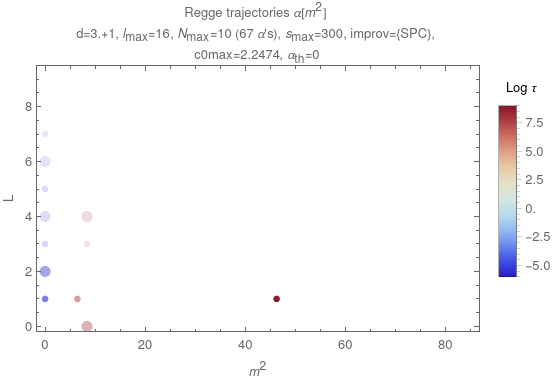 Regge trajectories α[m²]
d=3.+1, lmax=16, Nmax=10 (67 α's), smax=300, improv={SPC},
c0max=2.2474, αth=0
Log τ
8
6
4
2
0
L
0
20
40
60
80
m²
7.5
5.0
2.5
0.
-2.5
-5.0